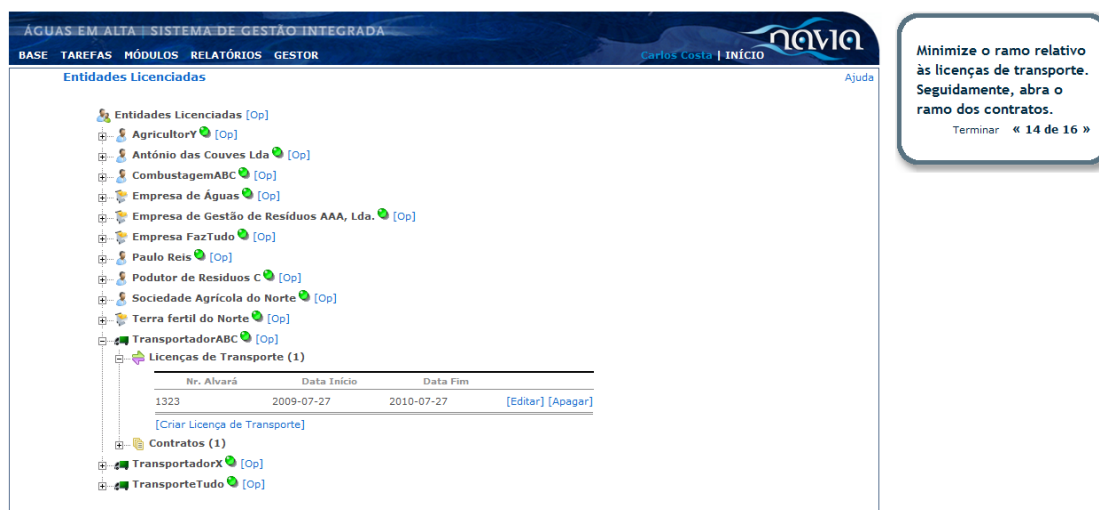 ÁGUAS EM ALTA | SISTEMA DE GESTÃO INTEGRADA
navia
BASE TAREFAS MÓDULOS RELATÓRIOS GESTOR
Carlos Costa | INÍCIO
Entidades Licenciadas
Ajuda
Entidades Licenciadas [Op]
AgricultorY [Op]
António das Couves Lda [Op]
CombustagemABC [Op]
Empresa de Águas [Op]
Empresa de Gestão de Resíduos AAA, Lda. [Op]
Empresa FazTudo [Op]
Paulo Reis [Op]
Podutor de Residuos C [Op]
Sociedade Agrícola do Norte [Op]
Terra fertil do Norte [Op]
TransportadorABC [Op]
Licenças de Transporte (1)
Nr. Alvará Data Início Data Fim
1323 2009-07-27 2010-07-27 [Editar] [Apagar]
[Criar Licença de Transporte]
Contratos (1)
TransportadorX [Op]
TransporteTudo [Op]
Minimize o ramo relativo
às licenças de transporte.
Seguidamente, abra o
ramo dos contratos.
Terminar « 14 de 16 »